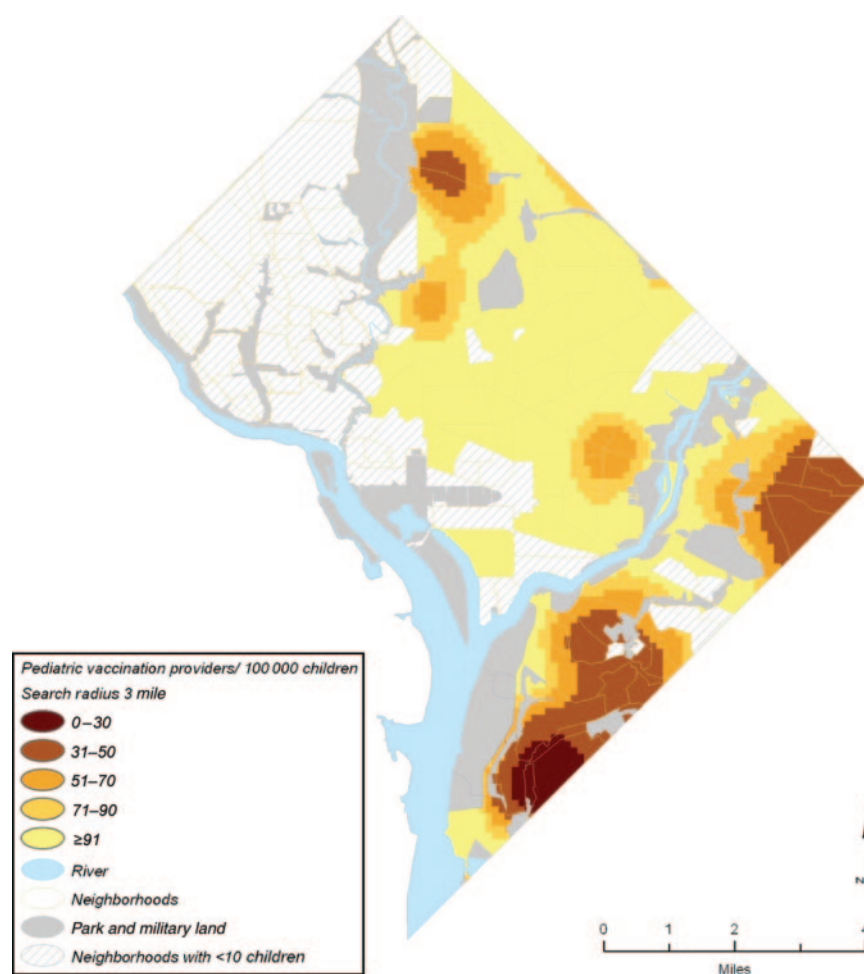 Pediatric vaccination providers/ 100 000 children
Search radius 3 mile
0–30
31–50
51–70
71–90
≥91
River
Neighborhoods
Park and military land
Neighborhoods with <10 children
N
0 1 2 4
Miles